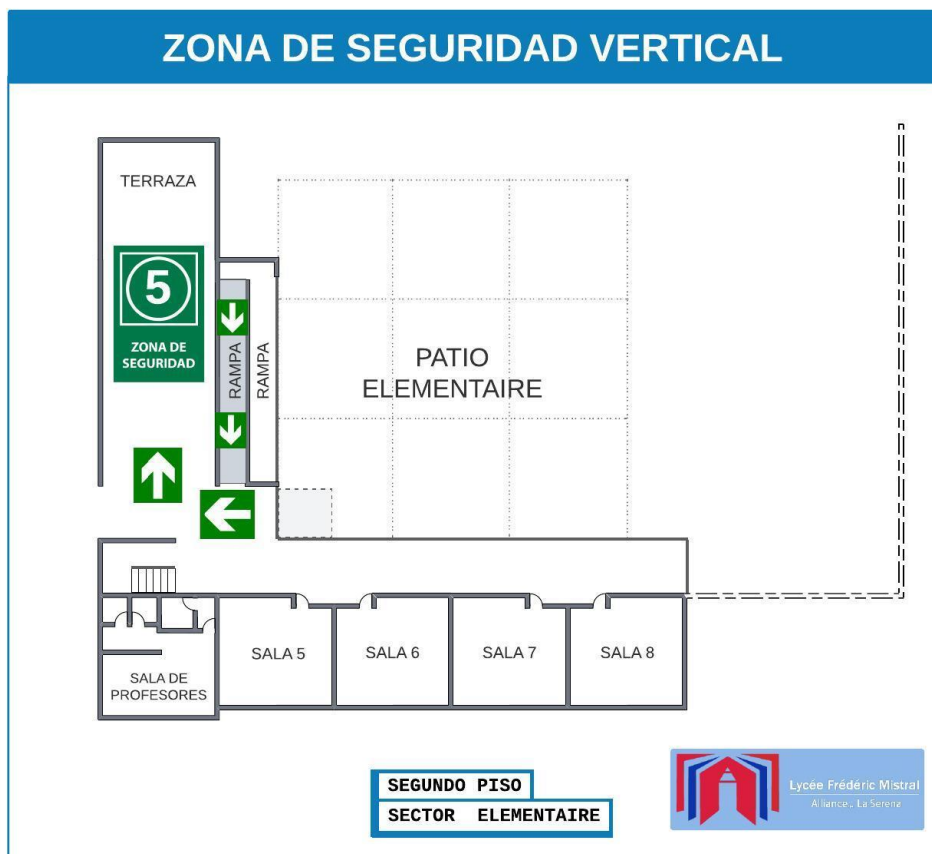 ZONA DE SEGURIDAD VERTICAL
TERRAZA
5
ZONA DE
SEGURIDAD
RAMPA
RAMPA
PATIO
ELEMENTAIRE
SALA 5
SALA 6
SALA 7
SALA 8
SALA DE
PROFESORES
SEGUNDO PISO
SECTOR ELEMENTAIRE
Lycée Frédéric Mistral
Alliance . La Serena